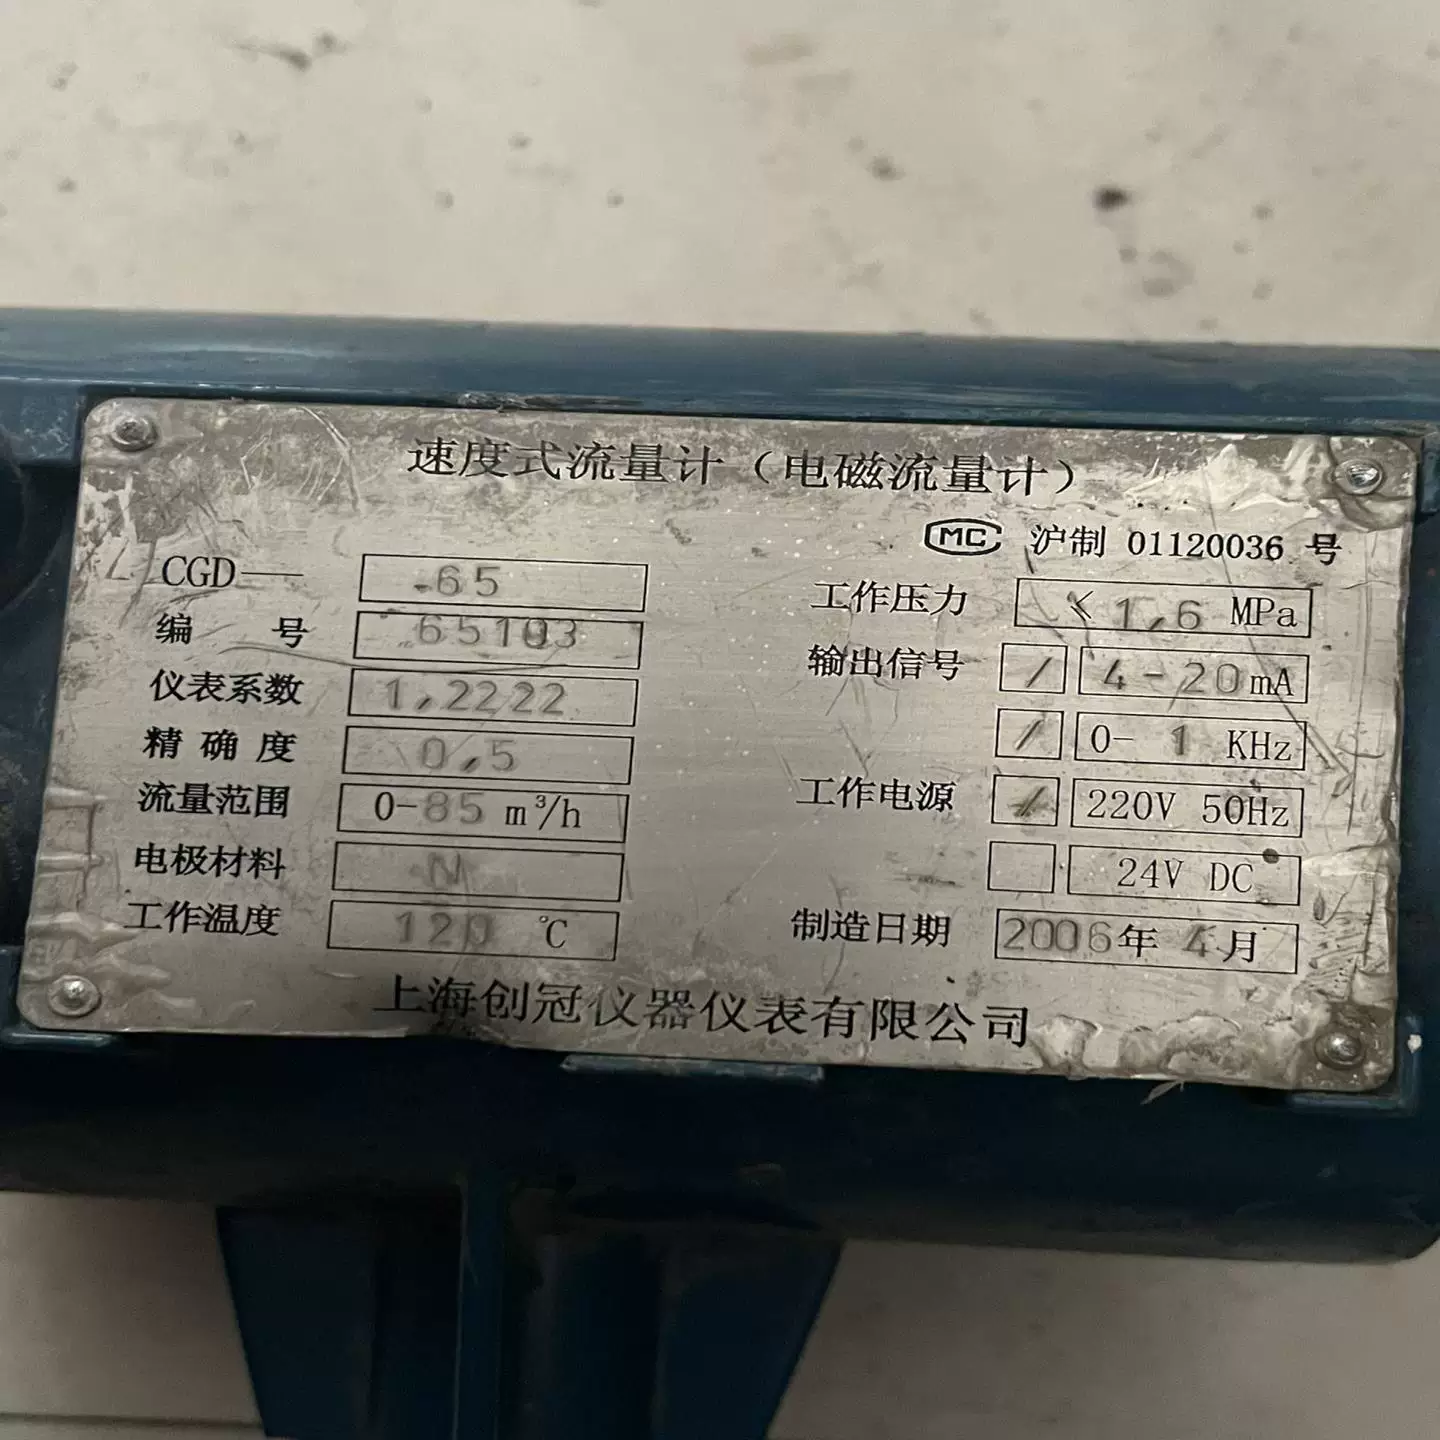 速度式流量计（电磁流量计）
MC 沪制 01120036 号
CGD— -65
编 号 65103
仪表系数 1,2222
精 确 度 0,5
流量范围 0-85 m³/h
电极材料 N
工作温度 120 ℃
工作压力 < 1,6 MPa
输出信号 / 4-20mA
/ 0- 1 KHz
工作电源 / 220V 50Hz
24V DC
制造日期 2006年 4月
上海创冠仪器仪表有限公司